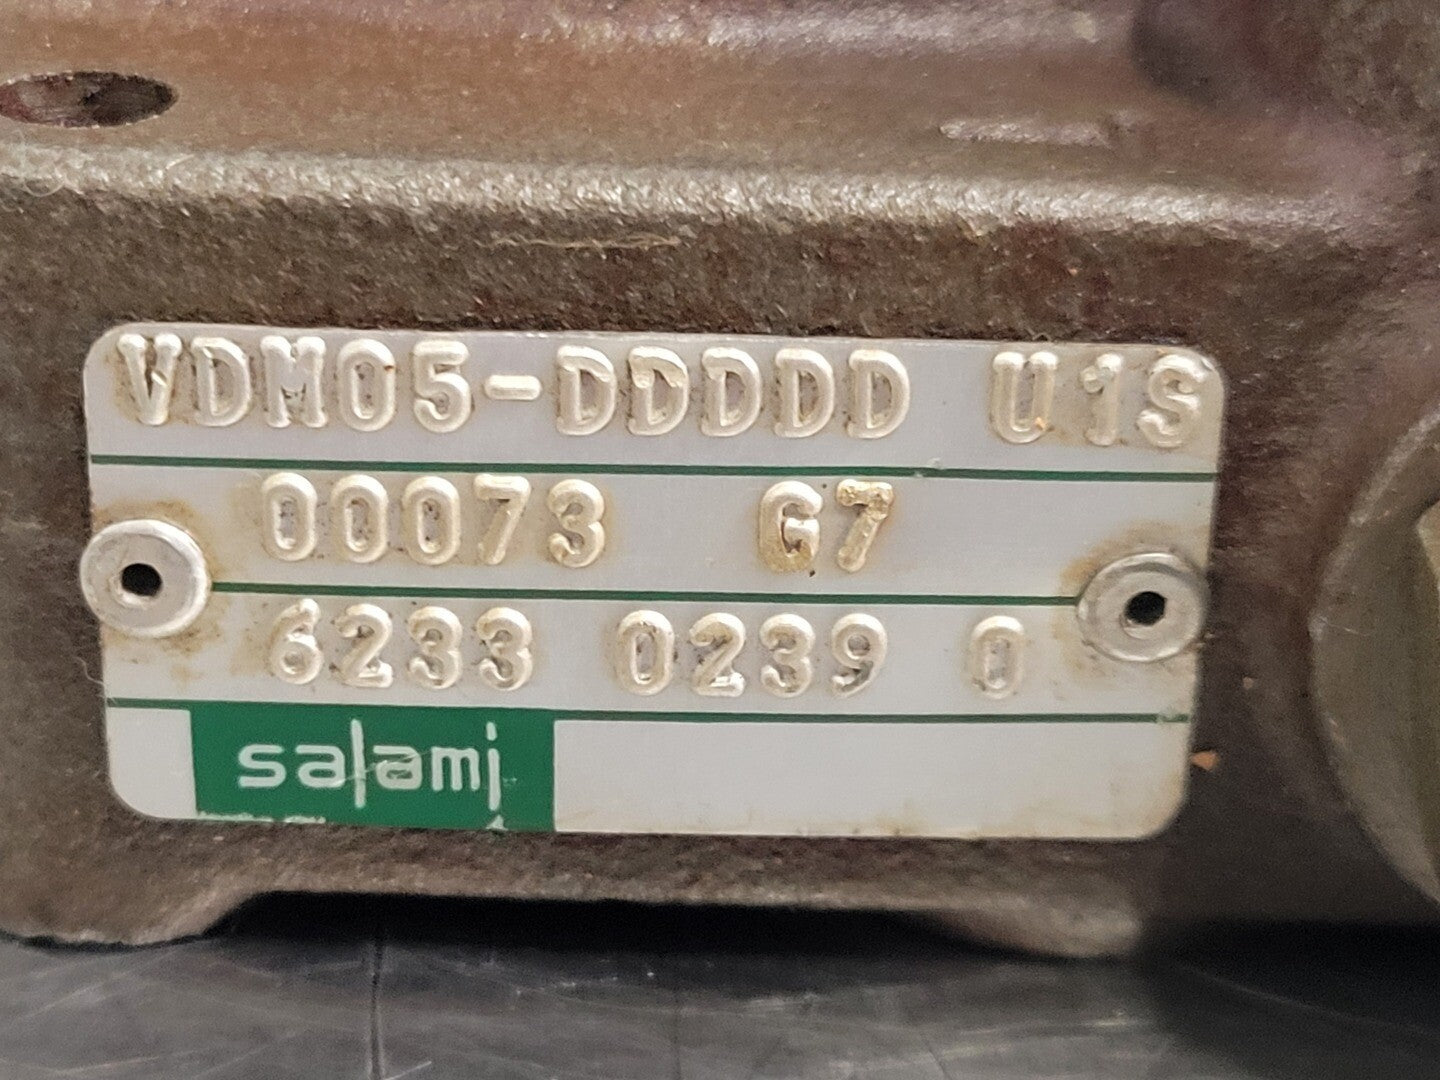 VDM05-DDDDD U1S
00073 G7
6233 0239 0
salami